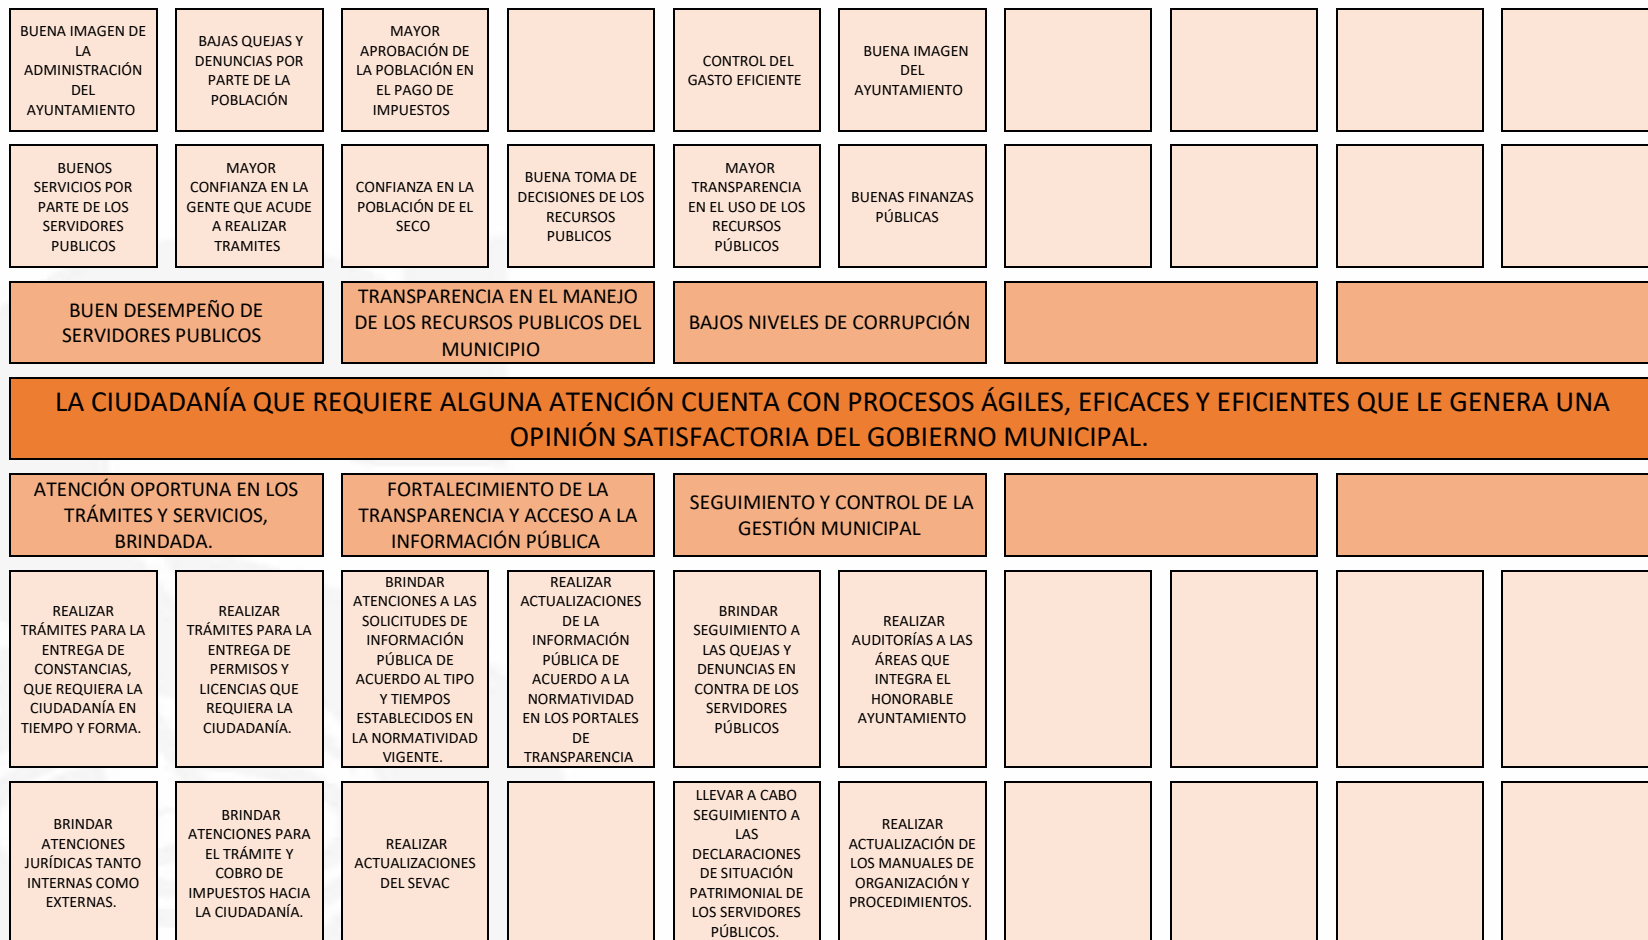 BUENA IMAGEN DE
LA
ADMINISTRACIÓN
DEL
AYUNTAMIENTO
BAJAS QUEJAS Y
DENUNCIAS POR
PARTE DE LA
POBLACIÓN
MAYOR
APROBACIÓN DE
LA POBLACIÓN EN
EL PAGO DE
IMPUESTOS
CONTROL DEL
GASTO EFICIENTE
BUENA IMAGEN
DEL
AYUNTAMIENTO
BUENOS
SERVICIOS POR
PARTE DE LOS
SERVIDORES
PUBLICOS
MAYOR
CONFIANZA EN LA
GENTE QUE ACUDE
A REALIZAR
TRAMITES
CONFIANZA EN LA
POBLACIÓN DE EL
SECO
BUENA TOMA DE
DECISIONES DE LOS
RECURSOS
PUBLICOS
MAYOR
TRANSPARENCIA
EN EL USO DE LOS
RECURSOS
PÚBLICOS
BUENAS FINANZAS
PÚBLICAS
BUEN DESEMPEÑO DE
SERVIDORES PUBLICOS
TRANSPARENCIA EN EL MANEJO
DE LOS RECURSOS PUBLICOS DEL
MUNICIPIO
BAJOS NIVELES DE CORRUPCIÓN
LA CIUDADANÍA QUE REQUIERE ALGUNA ATENCIÓN CUENTA CON PROCESOS ÁGILES, EFICACES Y EFICIENTES QUE LE GENERA UNA
OPINIÓN SATISFACTORIA DEL GOBIERNO MUNICIPAL.
ATENCIÓN OPORTUNA EN LOS
TRÁMITES Y SERVICIOS,
BRINDADA.
FORTALECIMIENTO DE LA
TRANSPARENCIA Y ACCESO A LA
INFORMACIÓN PÚBLICA
SEGUIMIENTO Y CONTROL DE LA
GESTIÓN MUNICIPAL
REALIZAR
TRÁMITES PARA LA
ENTREGA DE
CONSTANCIAS,
QUE REQUIERA LA
CIUDADANÍA EN
TIEMPO Y FORMA.
REALIZAR
TRÁMITES PARA LA
ENTREGA DE
PERMISOS Y
LICENCIAS QUE
REQUIERA LA
CIUDADANÍA.
BRINDAR
ATENCIONES A LAS
SOLICITUDES DE
INFORMACIÓN
PÚBLICA DE
ACUERDO AL TIPO
Y TIEMPOS
ESTABLECIDOS EN
LA NORMATIVIDAD
VIGENTE.
REALIZAR
ACTUALIZACIONES
DE LA
INFORMACIÓN
PÚBLICA DE
ACUERDO A LA
NORMATIVIDAD
EN LOS PORTALES
DE
TRANSPARENCIA
BRINDAR
SEGUIMIENTO A
LAS QUEJAS Y
DENUNCIAS EN
CONTRA DE LOS
SERVIDORES
PÚBLICOS
REALIZAR
AUDITORÍAS A LAS
ÁREAS QUE
INTEGRA EL
HONORABLE
AYUNTAMIENTO
BRINDAR
ATENCIONES
JURÍDICAS TANTO
INTERNAS COMO
EXTERNAS.
BRINDAR
ATENCIONES PARA
EL TRÁMITE Y
COBRO DE
IMPUESTOS HACIA
LA CIUDADANÍA.
REALIZAR
ACTUALIZACIONES
DEL SEVAC
LLEVAR A CABO
SEGUIMIENTO A
LAS
DECLARACIONES
DE SITUACIÓN
PATRIMONIAL DE
LOS SERVIDORES
PÚBLICOS.
REALIZAR
ACTUALIZACIÓN DE
LOS MANUALES DE
ORGANIZACIÓN Y
PROCEDIMIENTOS.